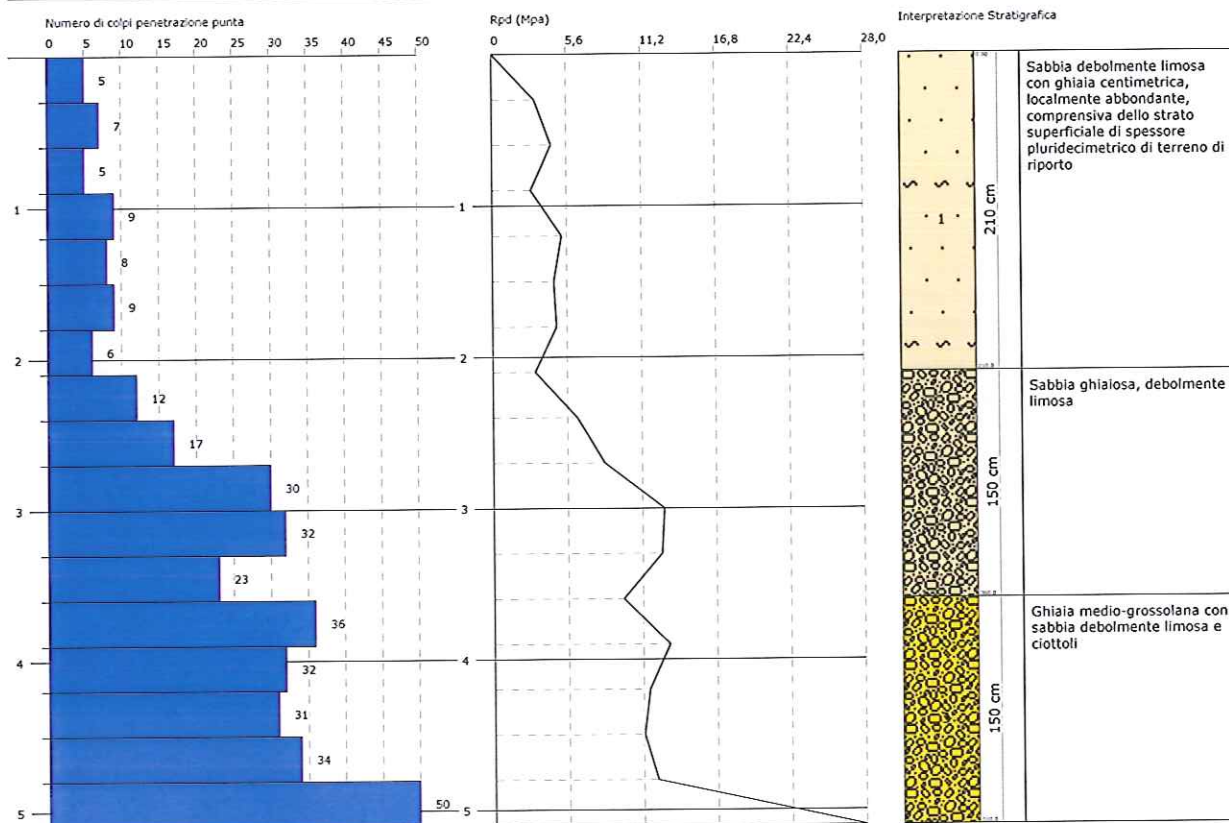 Numero di colpi penetrazione punta
0 5 10 15 20 25 30 35 40 45 50
5
7
5
1
9
8
9
6
2
12
17
30
3
32
23
36
4
32
31
34
50
5
Rpd (Mpa)
0 5,6 11,2 16,8 22,4 28,0
1
2
3
4
5
Interpretazione Stratigrafica
1
210 cm
Sabbia debolmente limosa
con ghiaia centimetrica,
localmente abbondante,
comprensiva dello strato
superficiale di spessore
pluridecimetrico di terreno di
riporto
150 cm
Sabbia ghiaiosa, debolmente
limosa
150 cm
Ghiaia medio-grossolana con
sabbia debolmente limosa e
ciottoli